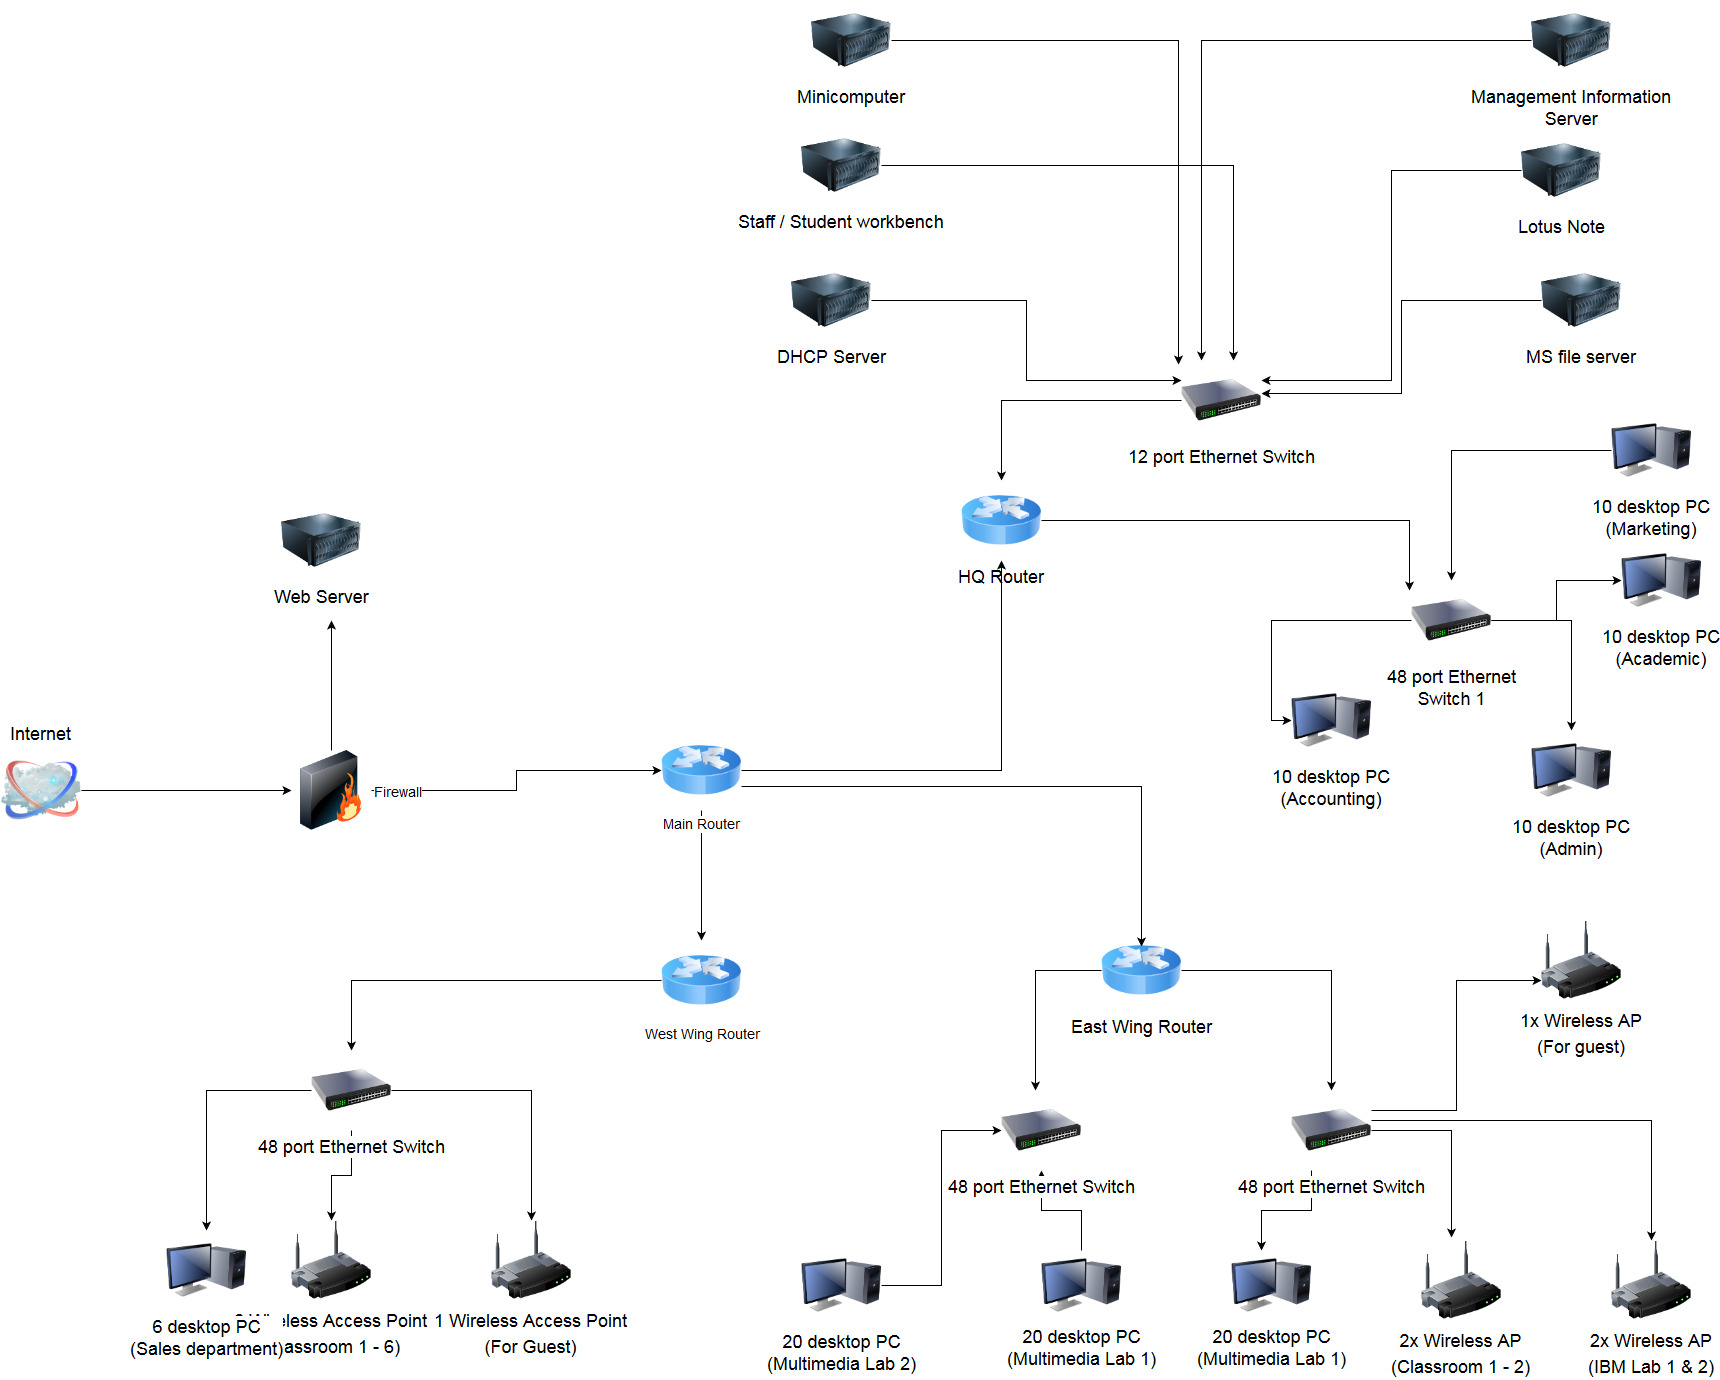 Minicomputer
Management Information
Server
Staff / Student workbench
Lotus Note
DHCP Server
MS file server
12 port Ethernet Switch
10 desktop PC
(Marketing)
HQ Router
Web Server
10 desktop PC
(Academic)
48 port Ethernet
Switch 1
Internet
10 desktop PC
(Accounting)
Firewall
Main Router
10 desktop PC
(Admin)
1x Wireless AP
(For guest)
East Wing Router
West Wing Router
48 port Ethernet Switch
48 port Ethernet Switch
48 port Ethernet Switch
6 desktop PC
(Sales department)
eless Access Point
assroom 1 - 6)
1 Wireless Access Point
(For Guest)
20 desktop PC
(Multimedia Lab 2)
20 desktop PC
(Multimedia Lab 1)
20 desktop PC
(Multimedia Lab 1)
2x Wireless AP
(Classroom 1 - 2)
2x Wireless AP
(IBM Lab 1 & 2)